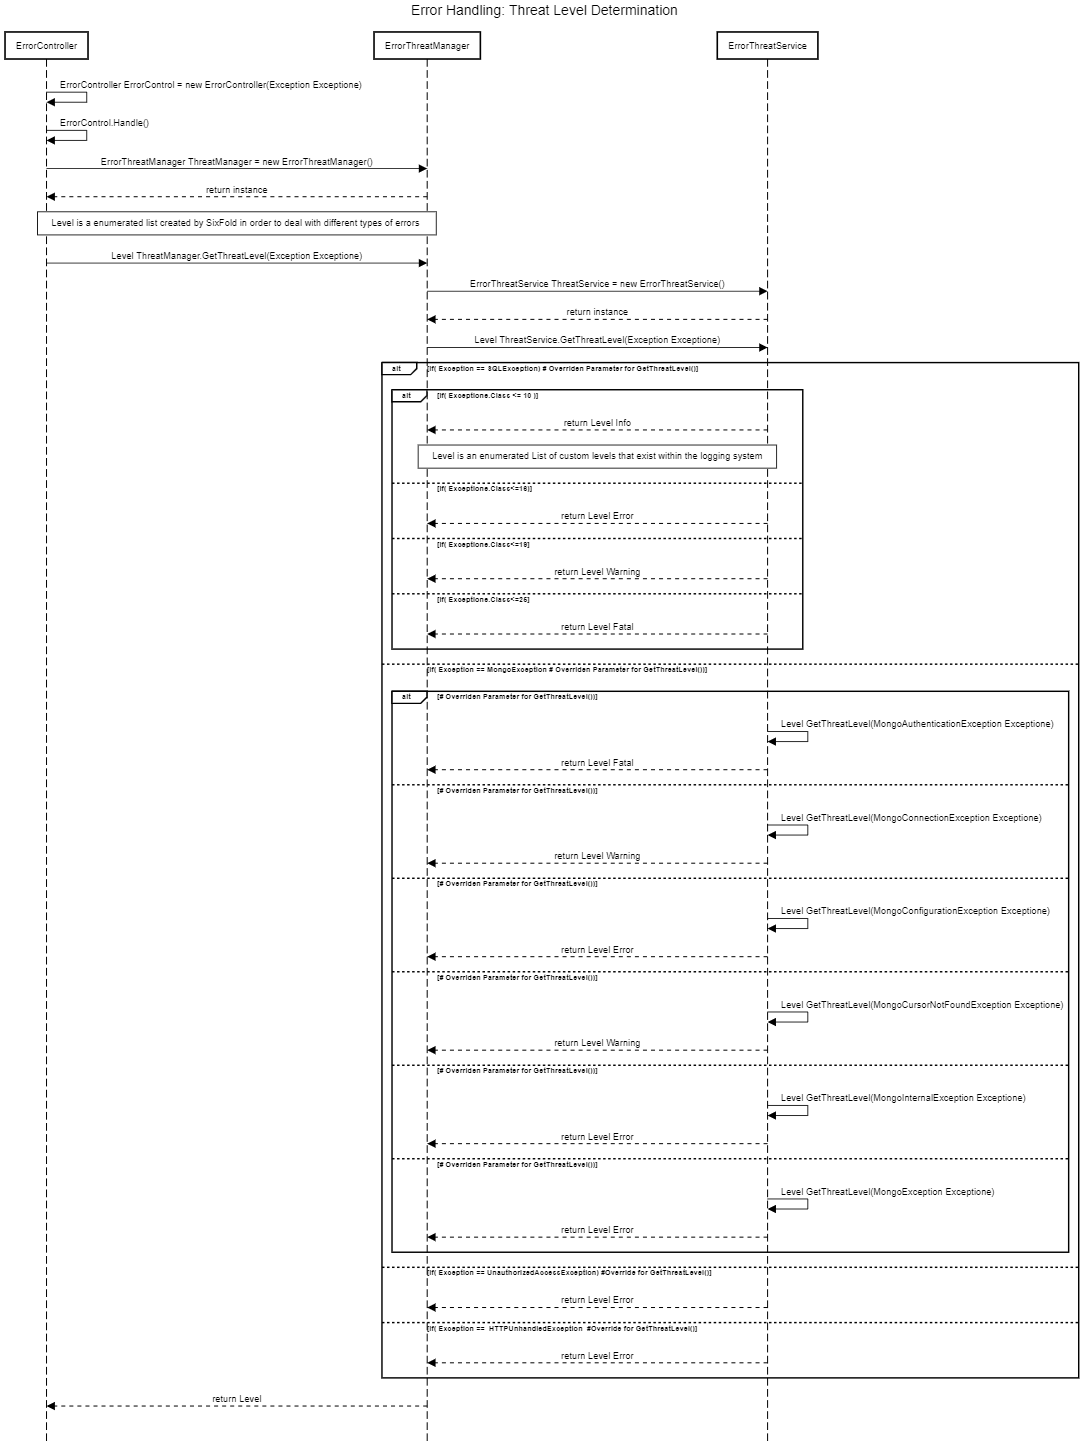 Error Handling: Threat Level Determination
ErrorController
ErrorThreatManager
ErrorThreatService
ErrorController ErrorControl = new ErrorController(Exception Exceptione)
ErrorControl.Handle()
ErrorThreatManager ThreatManager = new ErrorThreatManager()
return instance
Level is a enumerated list created by SixFold in order to deal with different types of errors
Level ThreatManager.GetThreatLevel(Exception Exceptione)
ErrorThreatService ThreatService = new ErrorThreatService()
return instance
Level ThreatService.GetThreatLevel(Exception Exceptione)
alt
[if( Exception == SQLException) # Overriden Parameter for GetThreatLevel()]
alt
[if( Exceptione.Class <= 10 )]
return Level Info
Level is an enumerated List of custom levels that exist within the logging system
[if( Exceptione.Class<=16)]
return Level Error
[if( Exceptione.Class<=19]
return Level Warning
[if( Exceptione.Class<=25]
return Level Fatal
[if( Exception == MongoException # Overriden Parameter for GetThreatLevel())]
alt
[# Overriden Parameter for GetThreatLevel())]
Level GetThreatLevel(MongoAuthenticationException Exceptione)
return Level Fatal
[# Overriden Parameter for GetThreatLevel())]
Level GetThreatLevel(MongoConnectionException Exceptione)
return Level Warning
[# Overriden Parameter for GetThreatLevel())]
Level GetThreatLevel(MongoConfigurationException Exceptione)
return Level Error
[# Overriden Parameter for GetThreatLevel())]
Level GetThreatLevel(MongoCursorNotFoundException Exceptione)
return Level Warning
[# Overriden Parameter for GetThreatLevel())]
Level GetThreatLevel(MongoInternalException Exceptione)
return Level Error
[# Overriden Parameter for GetThreatLevel())]
Level GetThreatLevel(MongoException Exceptione)
return Level Error
[if( Exception == UnauthorizedAccessException) #Override for GetThreatLevel()]
return Level Error
[if( Exception == HTTPUnhandledException #Override for GetThreatLevel()]
return Level Error
return Level